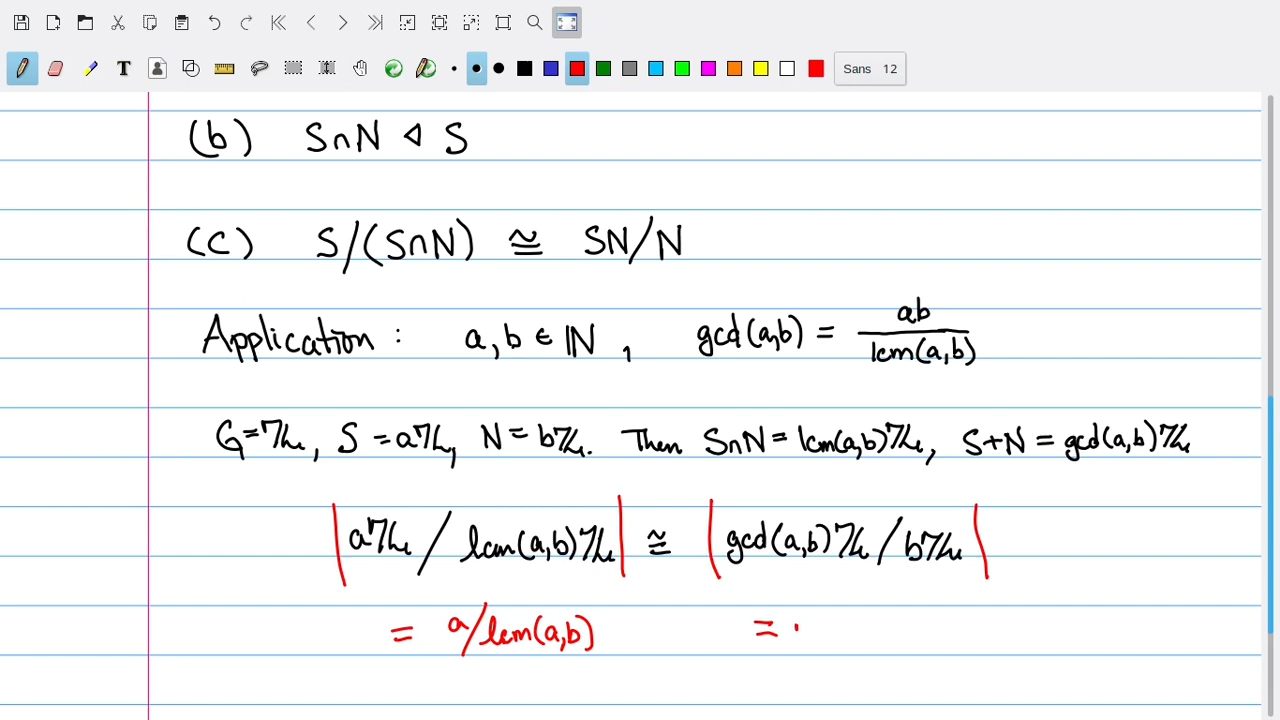 Sans 12
(b) S∩N ◁ S
(c) S/(S∩N) ≅ SN/N
Application : a, b ∈ ℕ, gcd(a,b) = ab / lcm(a,b)
G=ℤ, S=aℤ, N=bℤ. Then S∩N=lcm(a,b)ℤ, S+N=gcd(a,b)ℤ
|aℤ / lcm(a,b)ℤ| ≅ |gcd(a,b)ℤ / bℤ|
= a/lcm(a,b) =